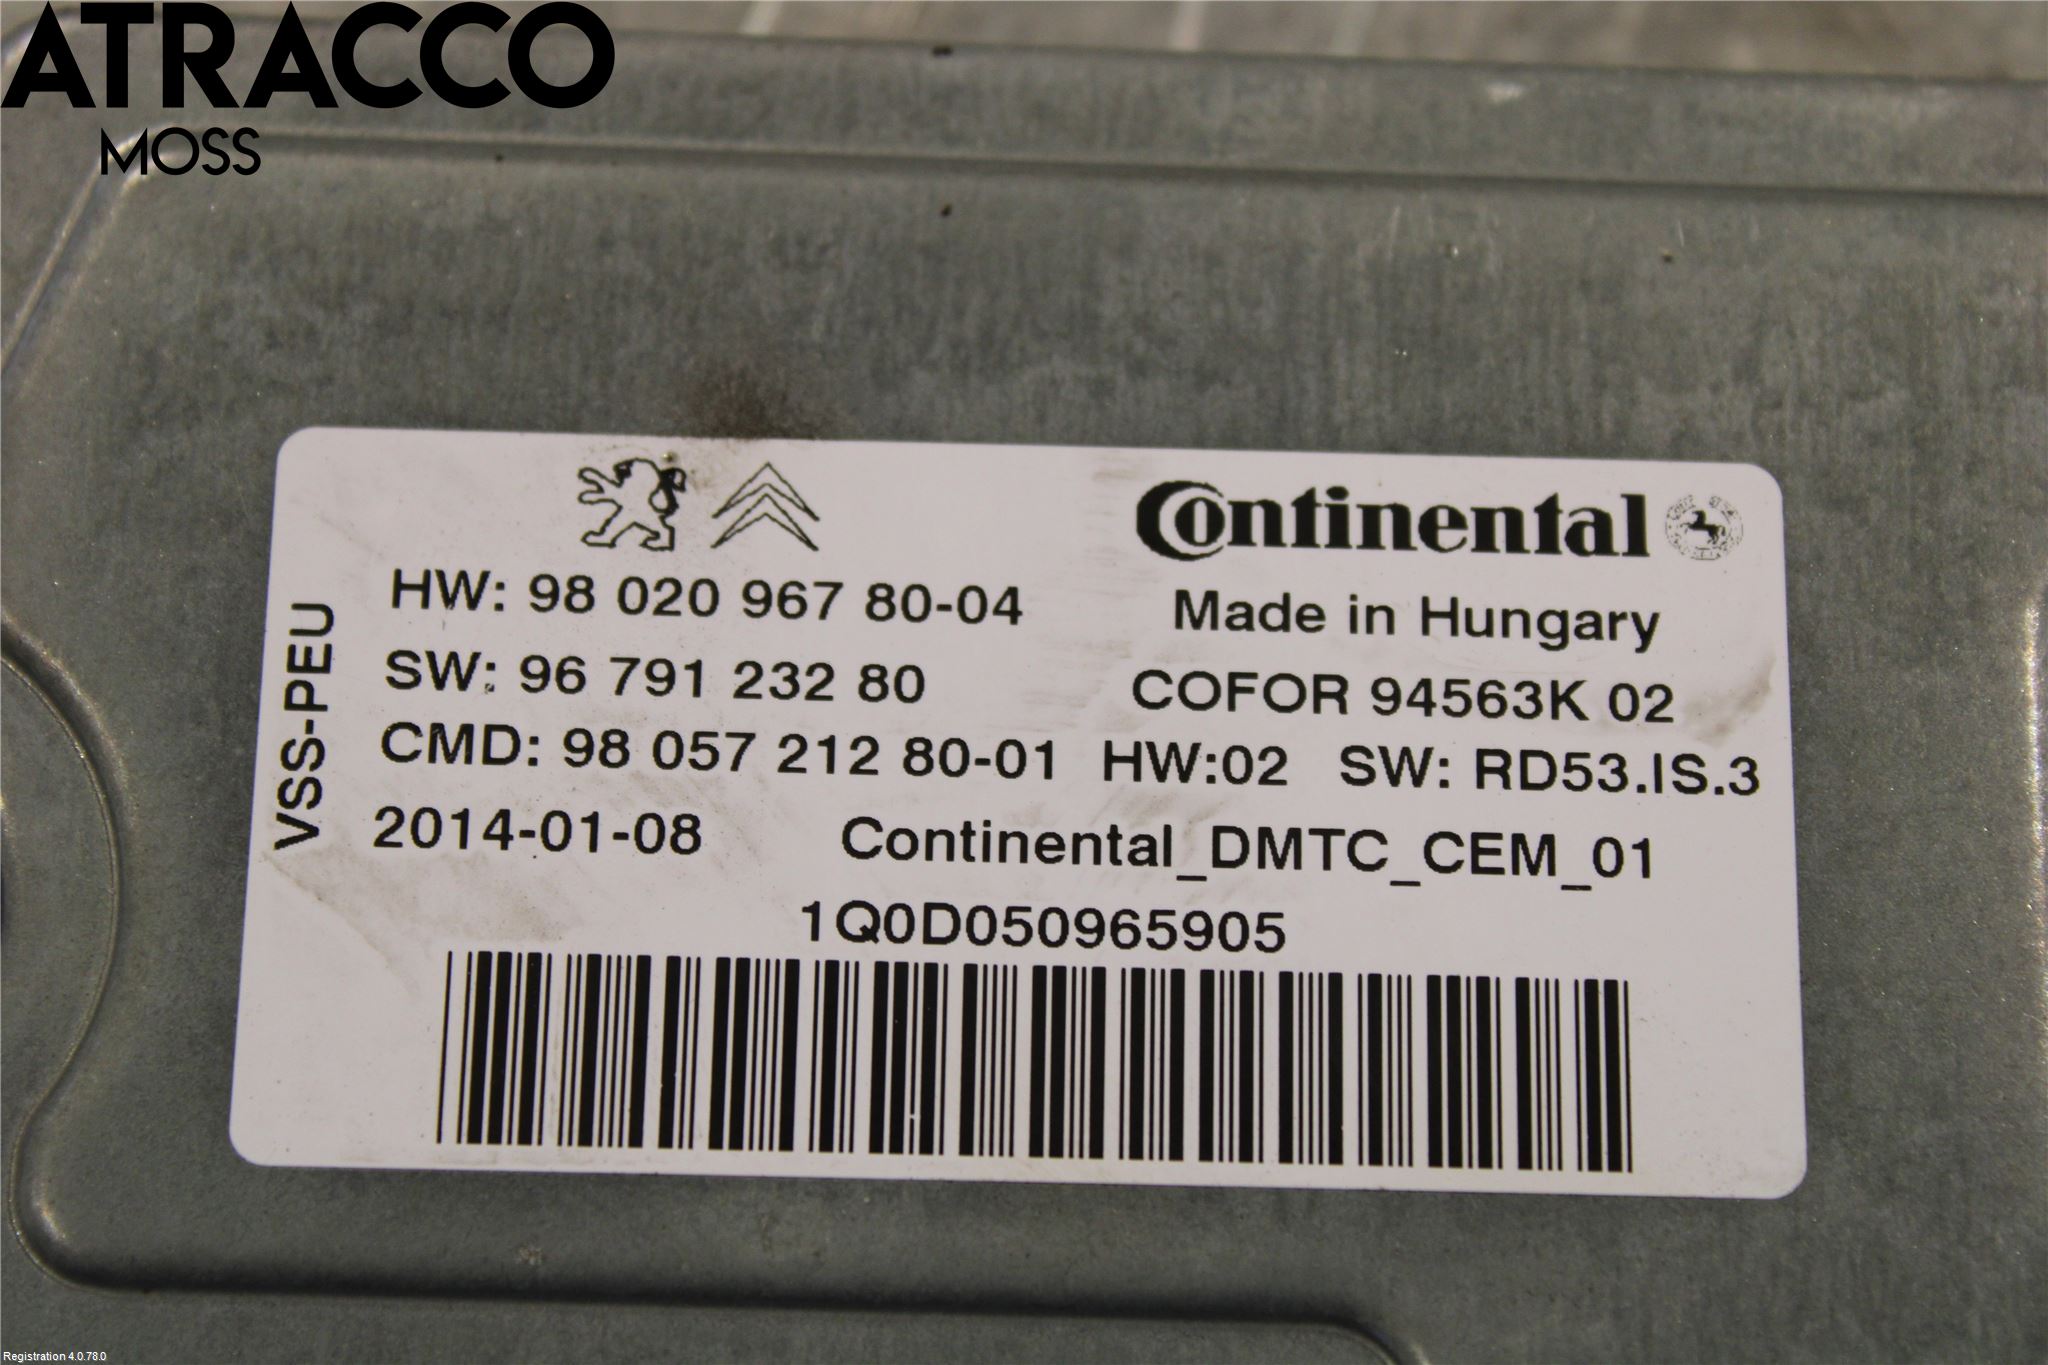 ATRACCO
MOSS
Continental
HW: 98 020 967 80-04
Made in Hungary
SW: 96 791 232 80
COFOR 94563K 02
CMD: 98 057 212 80-01 HW:02 SW: RD53.IS.3
2014-01-08 Continental_DMTC_CEM_01
VSS-PEU
1Q0D050965905
Registration 4.0.78.0